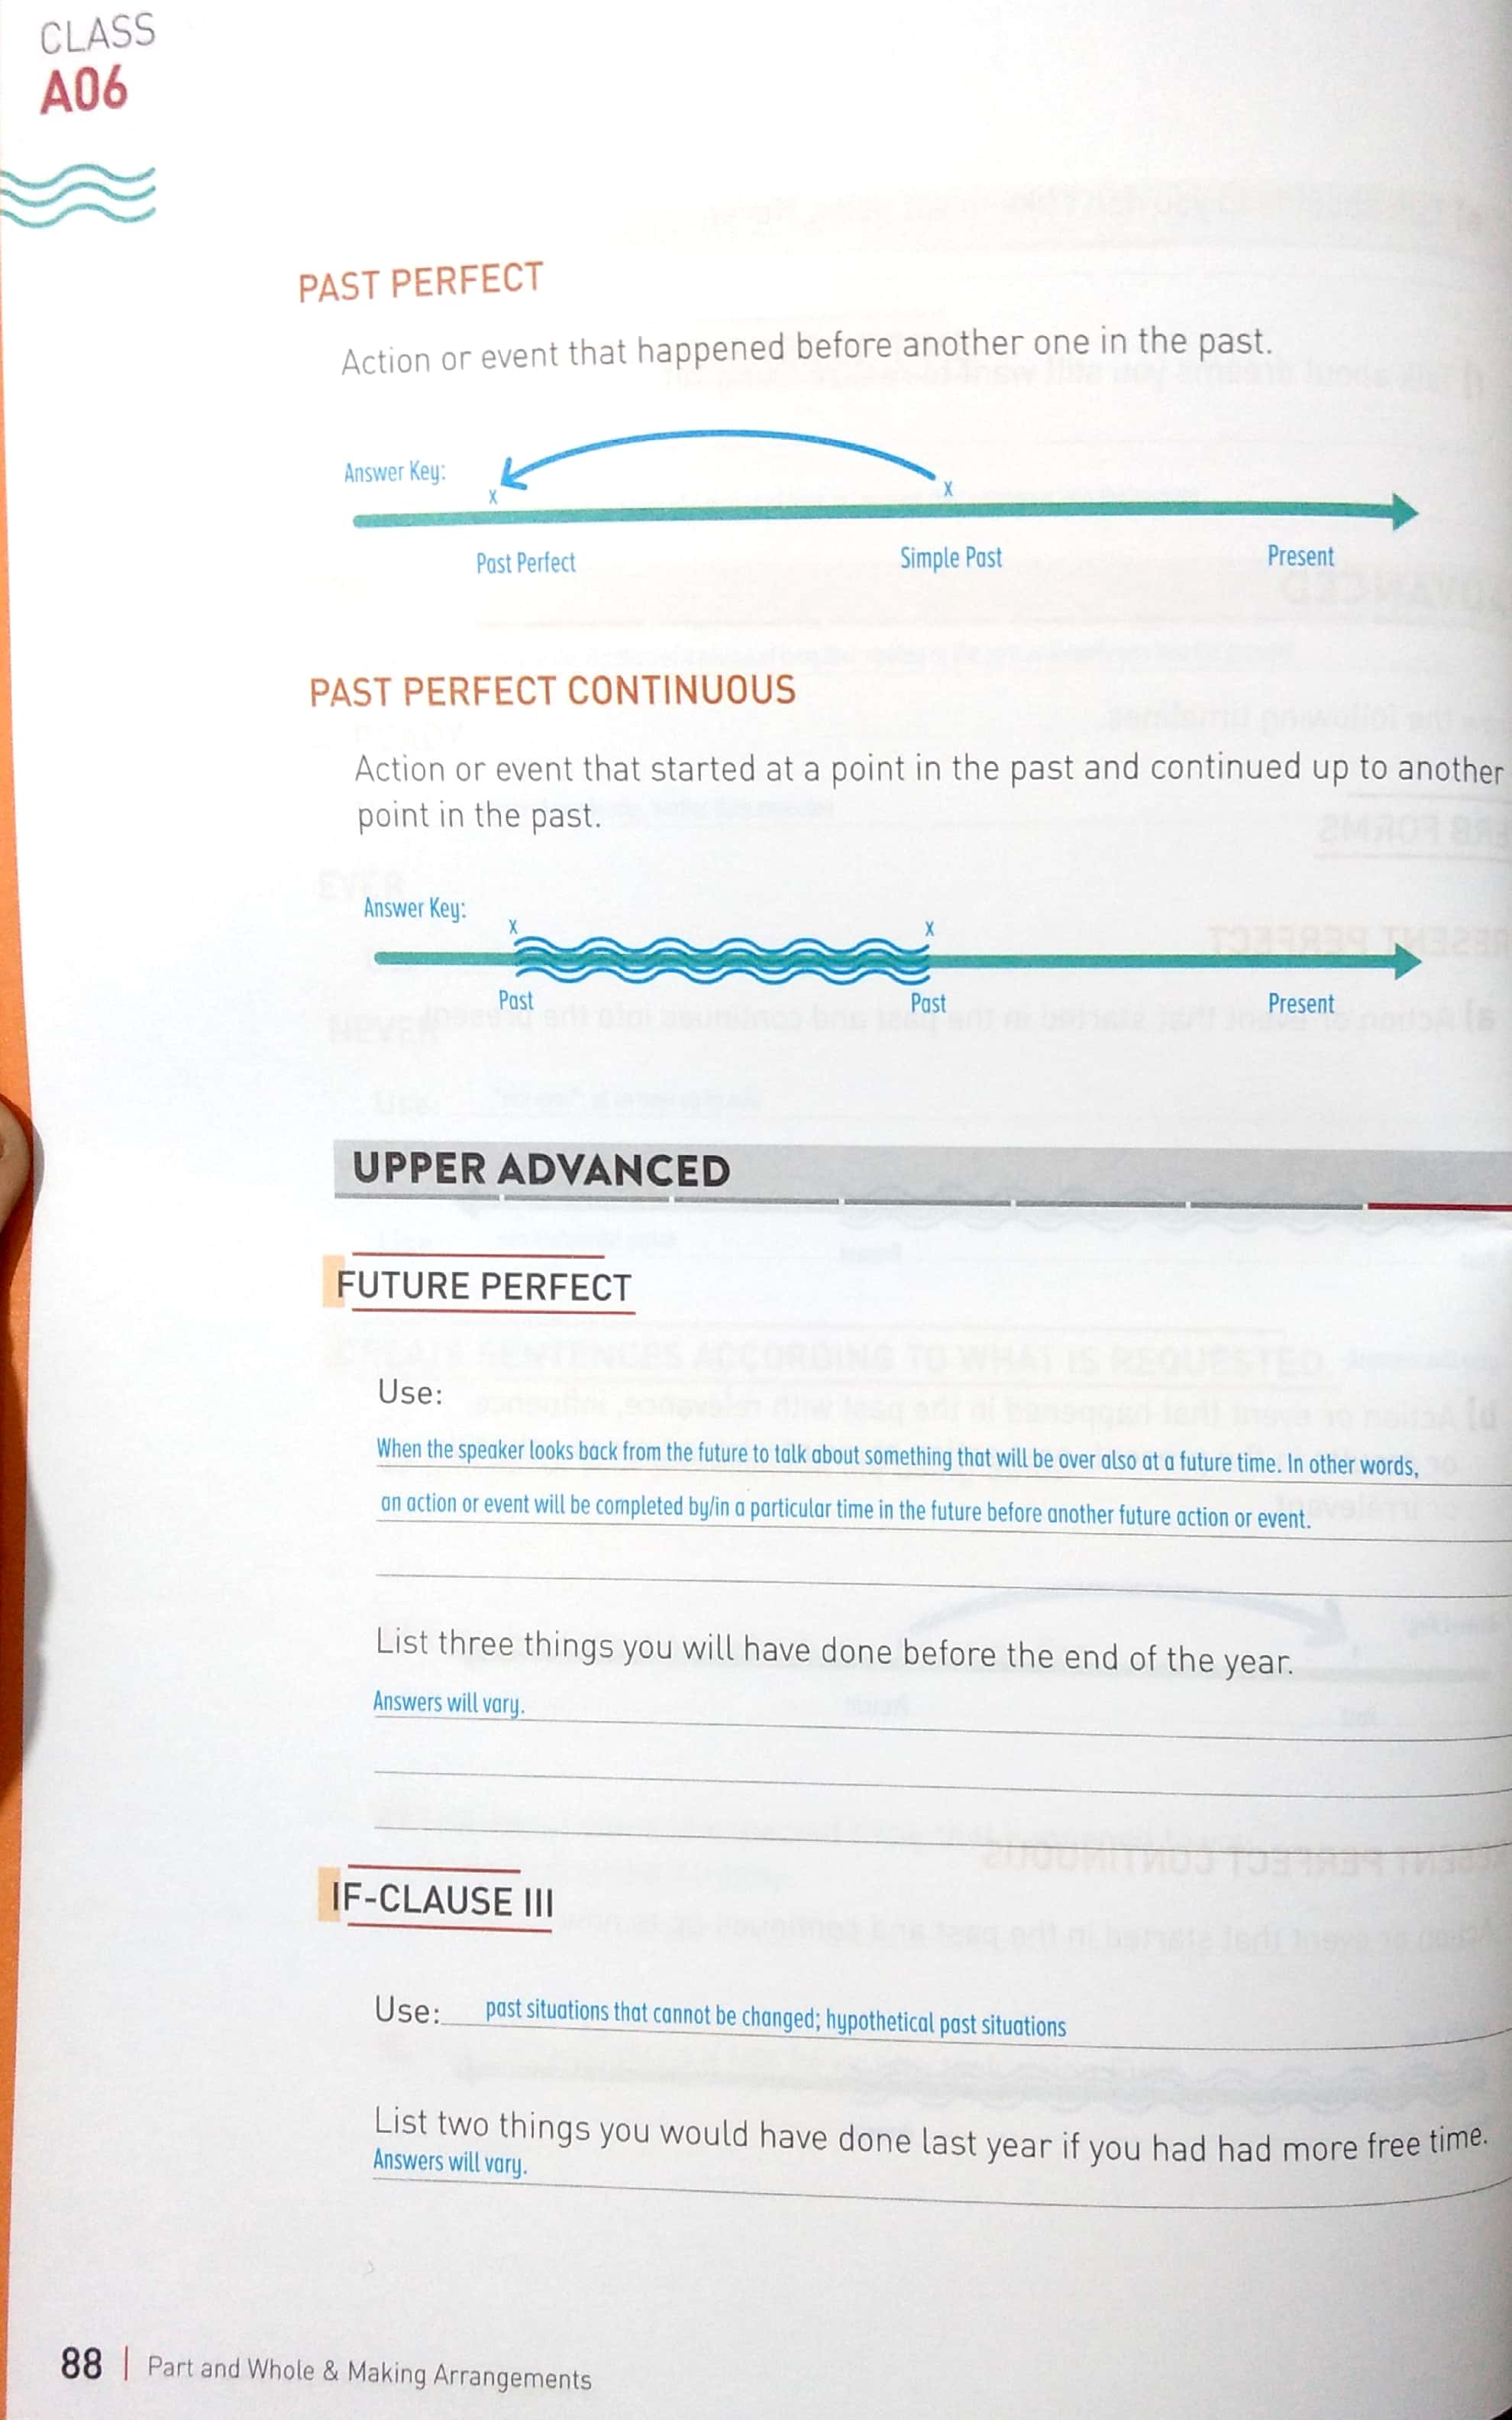 CLASS
A06
PAST PERFECT
Action or event that happened before another one in the past.
Answer Key:
x
x
Past Perfect
Simple Past
Present
PAST PERFECT CONTINUOUS
Action or event that started at a point in the past and continued up to another
point in the past.
Answer Key:
x
x
Past
Past
Present
UPPER ADVANCED
FUTURE PERFECT
Use:
When the speaker looks back from the future to talk about something that will be over also at a future time. In other words,
an action or event will be completed by/in a particular time in the future before another future action or event.
List three things you will have done before the end of the year.
Answers will vary.
IF-CLAUSE III
Use: past situations that cannot be changed; hypothetical past situations
List two things you would have done last year if you had had more free time.
Answers will vary.
88 | Part and Whole & Making Arrangements